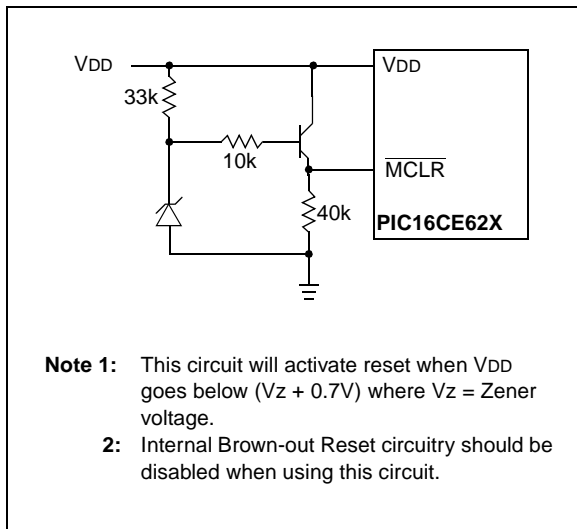 VDD
VDD
33k
10k
MCLR
40k
PIC16CE62X
Note 1: This circuit will activate reset when VDD
goes below (Vz + 0.7V) where Vz = Zener
voltage.
2: Internal Brown-out Reset circuitry should be
disabled when using this circuit.